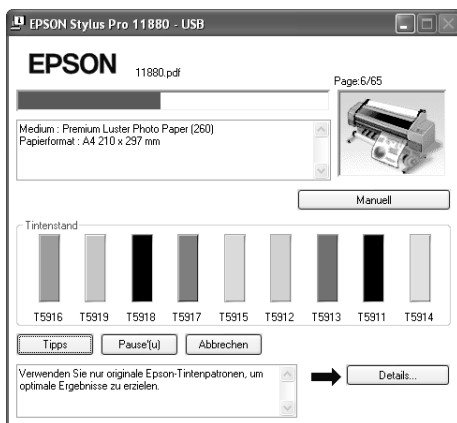 EPSON Stylus Pro 11880 - USB
EPSON 11880.pdf
Page:6/65
Medium : Premium Luster Photo Paper (260)
Papierformat : A4 210 x 297 mm
Manuell
Tintenstand
T5916 T5919 T5918 T5917 T5915 T5912 T5913 T5911 T5914
Tipps Pause'(u) Abbrechen
Verwenden Sie nur originale Epson-Tintenpatronen, um
optimale Ergebnisse zu erzielen.
Details...